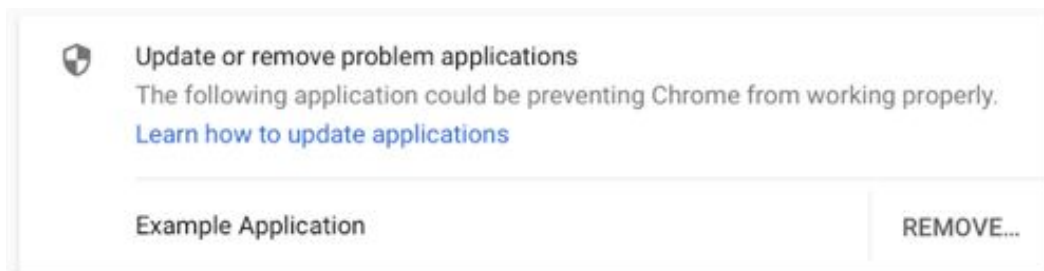 Update or remove problem applications
The following application could be preventing Chrome from working properly.
Learn how to update applications
Example Application
REMOVE...